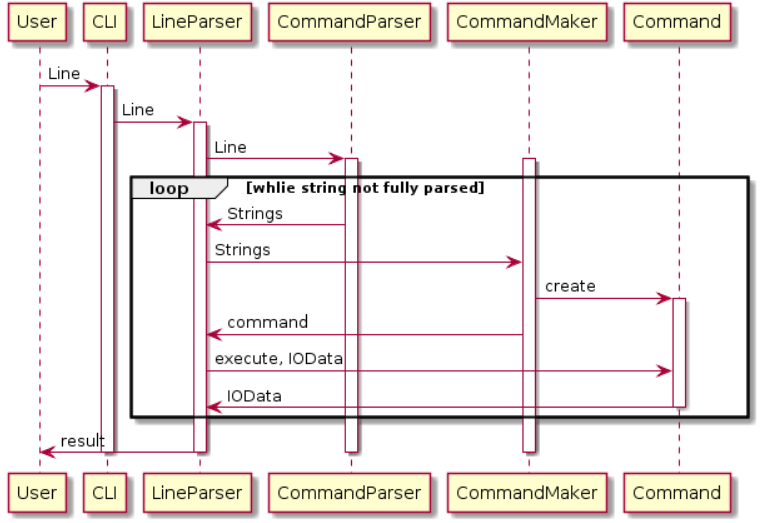 User CLI LineParser CommandParser CommandMaker Command
Line
Line
Line
loop [whlie string not fully parsed]
Strings
Strings
create
command
execute, IOData
IOData
result
User CLI LineParser CommandParser CommandMaker Command